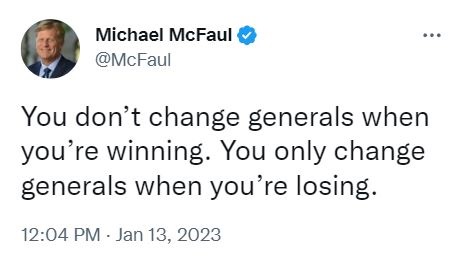 Michael McFaul
@McFaul
You don’t change generals when
you’re winning. You only change
generals when you’re losing.
12:04 PM · Jan 13, 2023